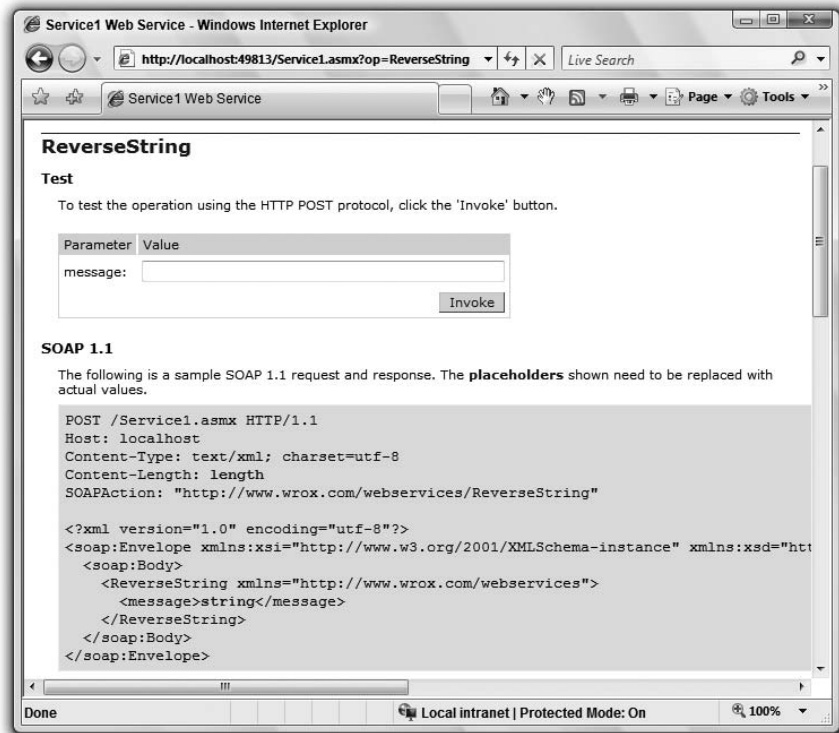 Service1 Web Service - Windows Internet Explorer
http://localhost:49813/Service1.asmx?op=ReverseString
Live Search
Service1 Web Service
Page
Tools
ReverseString
Test
To test the operation using the HTTP POST protocol, click the 'Invoke' button.
Parameter Value
message:
Invoke
SOAP 1.1
The following is a sample SOAP 1.1 request and response. The placeholders shown need to be replaced with
actual values.
POST /Service1.asmx HTTP/1.1
Host: localhost
Content-Type: text/xml; charset=utf-8
Content-Length: length
SOAPAction: "http://www.wrox.com/webservices/ReverseString"
<?xml version="1.0" encoding="utf-8"?>
<soap:Envelope xmlns:xsi="http://www.w3.org/2001/XMLSchema-instance" xmlns:xsd="htt
<soap:Body>
<ReverseString xmlns="http://www.wrox.com/webservices">
<message>string</message>
</ReverseString>
</soap:Body>
</soap:Envelope>
Done
Local intranet | Protected Mode: On
100%